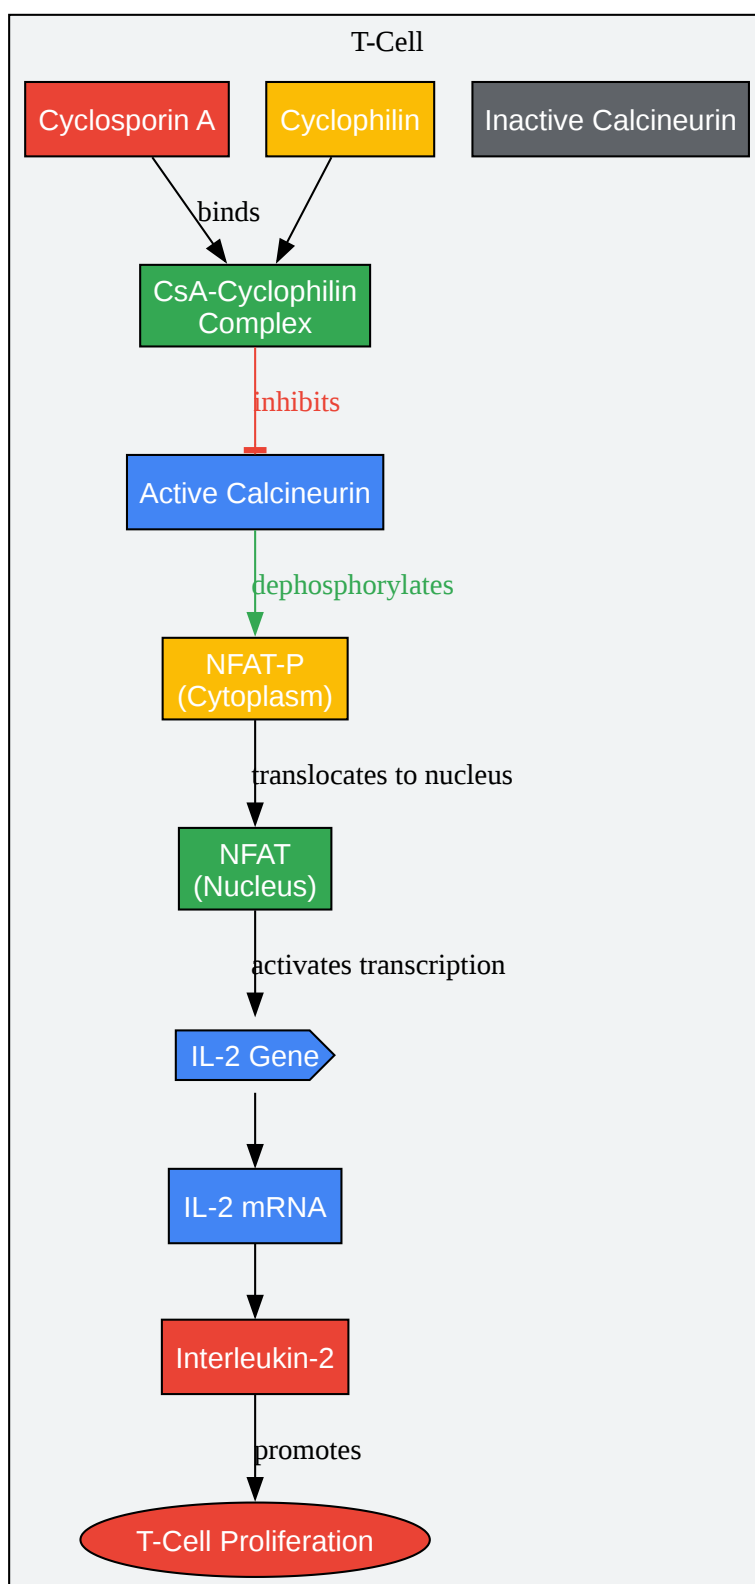 T-Cell
Cyclosporin A
Cyclophilin
Inactive Calcineurin
binds
CsA-Cyclophilin
Complex
inhibits
Active Calcineurin
dephosphorylates
NFAT-P
(Cytoplasm)
translocates to nucleus
NFAT
(Nucleus)
activates transcription
IL-2 Gene
IL-2 mRNA
Interleukin-2
promotes
T-Cell Proliferation